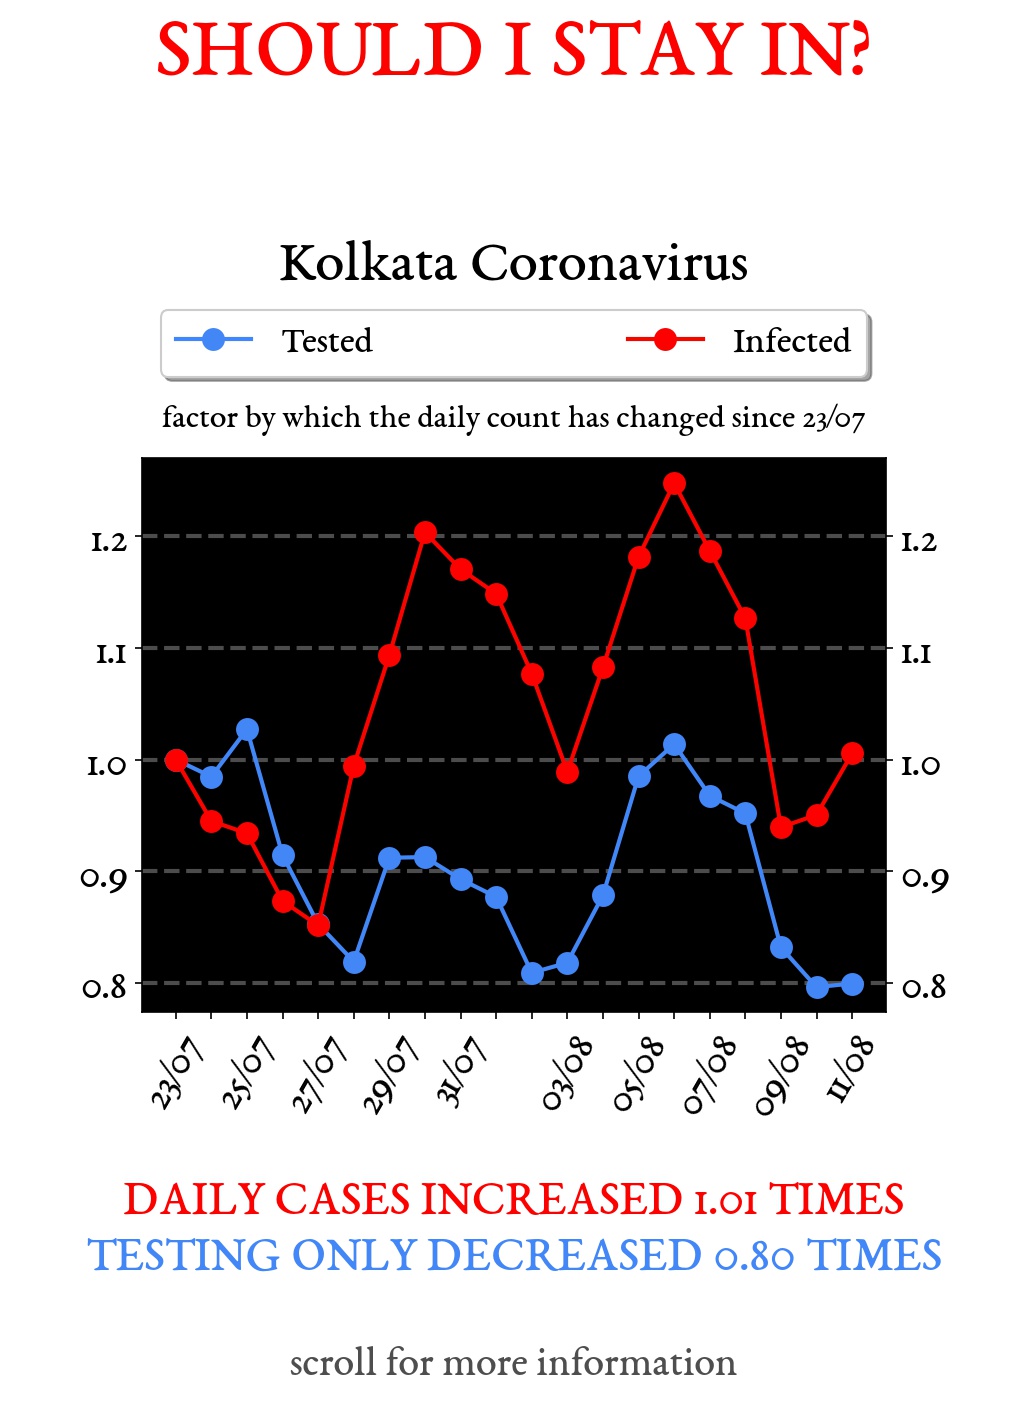 SHOULD I STAY IN?
Kolkata Coronavirus
Tested Infected
factor by which the daily count has changed since 23/07
1.2 1.2
1.1 1.1
1.0 1.0
0.9 0.9
0.8 0.8
23/07 25/07 27/07 29/07 31/07 03/08 05/08 07/08 09/08 11/08
DAILY CASES INCREASED 1.01 TIMES
TESTING ONLY DECREASED 0.80 TIMES
scroll for more information